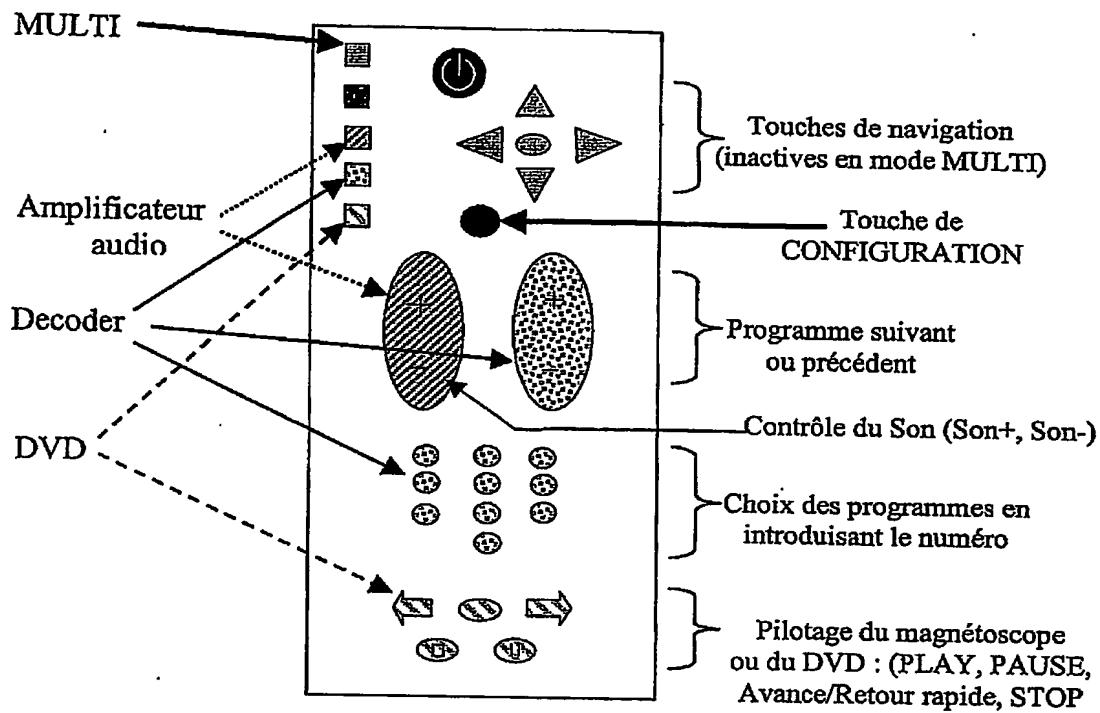 MULTI
Touches de navigation
(inactives en mode MULTI)
Amplificateur
audio
Touche de
CONFIGURATION
+
+
Decoder
Programme suivant
ou précédent
-
-
DVD
Contrôle du Son (Son+, Son-)
Choix des programmes en
introduisant le numéro
Pilotage du magnétoscope
ou du DVD : (PLAY, PAUSE,
Avance/Retour rapide, STOP